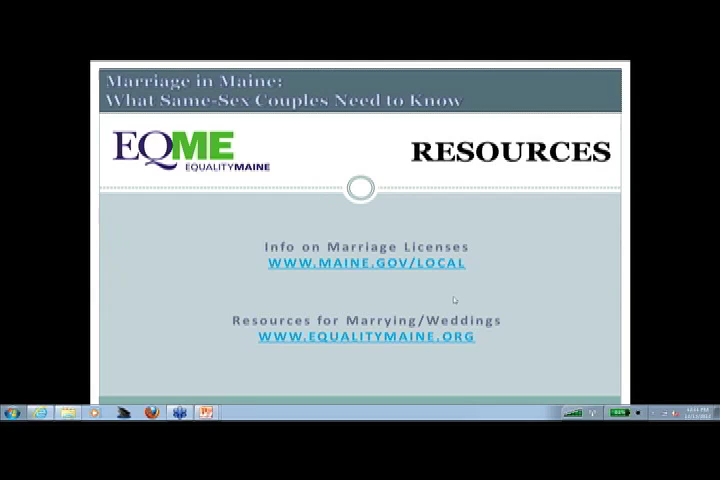 Marriage in Maine:
What Same-Sex Couples Need to Know
EQME
EQUALITYMAINE
RESOURCES
Info on Marriage Licenses
WWW.MAINE.GOV/LOCAL
Resources for Marrying/Weddings
WWW.EQUALITYMAINE.ORG